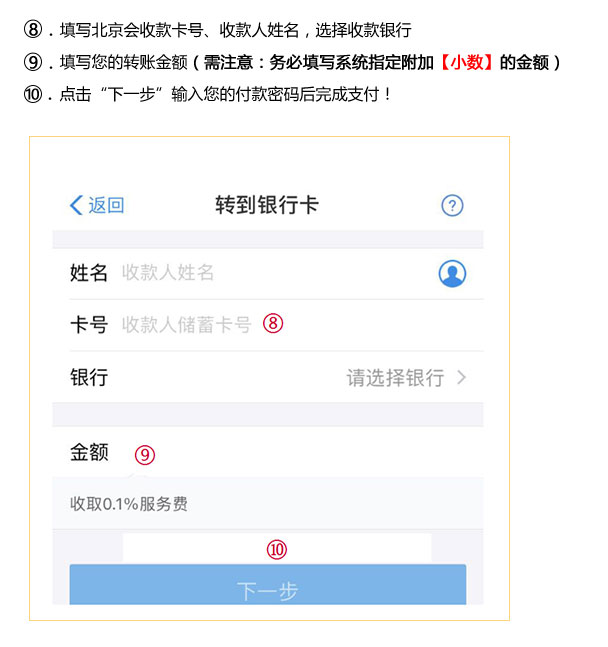 ⑧．填写北京会收款卡号、收款人姓名，选择收款银行
⑨．填写您的转账金额（需注意：务必填写系统指定附加【小数】的金额）
⑩．点击“下一步”输入您的付款密码后完成支付！
返回 转到银行卡 ?
姓名 收款人姓名
卡号 收款人储蓄卡号 ⑧
银行 请选择银行
金额 ⑨
收取0.1%服务费
⑩
下一步